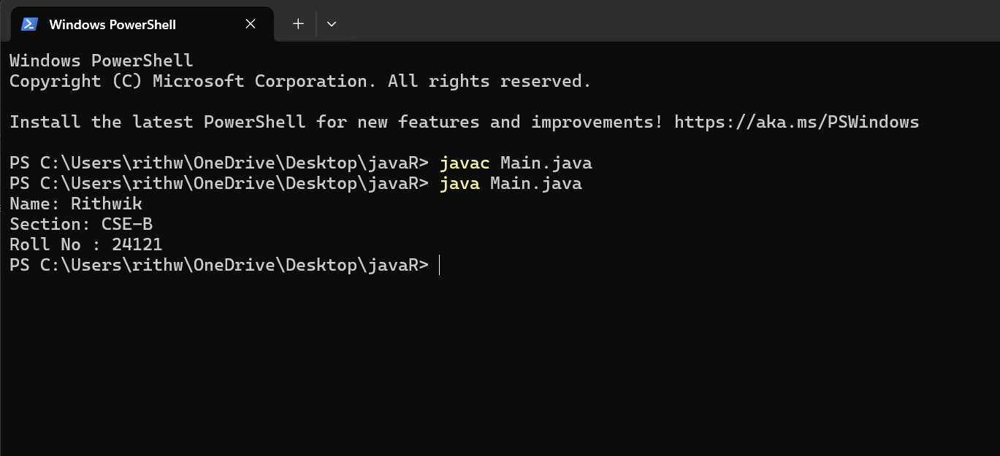 Windows PowerShell
Windows PowerShell
Copyright (C) Microsoft Corporation. All rights reserved.
Install the latest PowerShell for new features and improvements! https://aka.ms/PSWindows
PS C:\Users\rithw\OneDrive\Desktop\javaR> javac Main.java
PS C:\Users\rithw\OneDrive\Desktop\javaR> java Main.java
Name: Rithwik
Section: CSE-B
Roll No : 24121
PS C:\Users\rithw\OneDrive\Desktop\javaR>